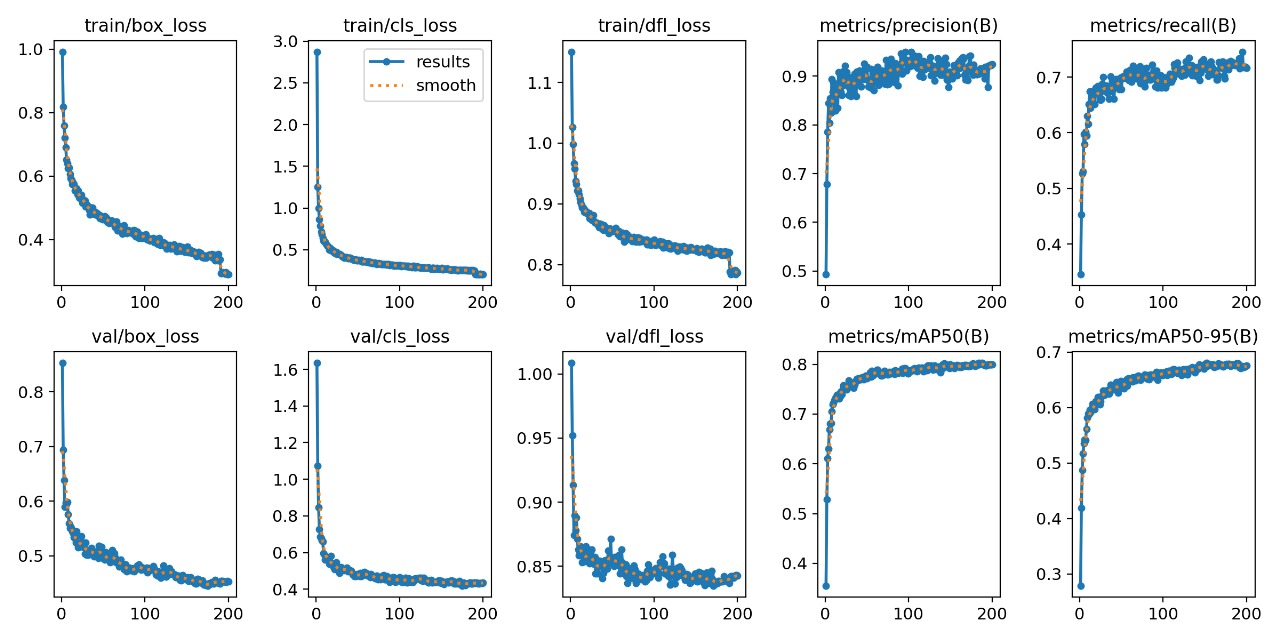 train/box_loss
train/cls_loss
train/dfl_loss
metrics/precision(B)
metrics/recall(B)
1.0
0.8
0.6
0.4
0 100 200
3.0
2.5
2.0
1.5
1.0
0.5
results
smooth
0 100 200
1.1
1.0
0.9
0.8
0 100 200
0.9
0.8
0.7
0.6
0.5
0 100 200
0.7
0.6
0.5
0.4
0 100 200
val/box_loss
val/cls_loss
val/dfl_loss
metrics/mAP50(B)
metrics/mAP50-95(B)
0.8
0.7
0.6
0.5
0 100 200
1.6
1.4
1.2
1.0
0.8
0.6
0.4
0 100 200
1.00
0.95
0.90
0.85
0 100 200
0.8
0.7
0.6
0.5
0.4
0 100 200
0.7
0.6
0.5
0.4
0.3
0 100 200